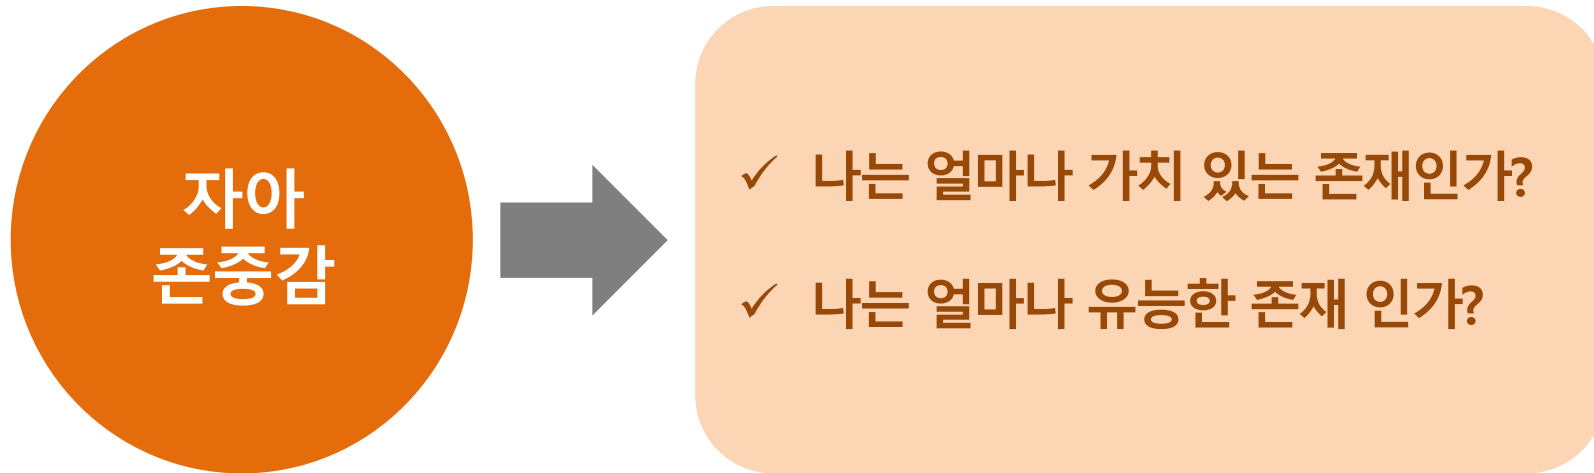 자아
존중감
✓ 나는 얼마나 가치 있는 존재인가?
✓ 나는 얼마나 유능한 존재 인가?